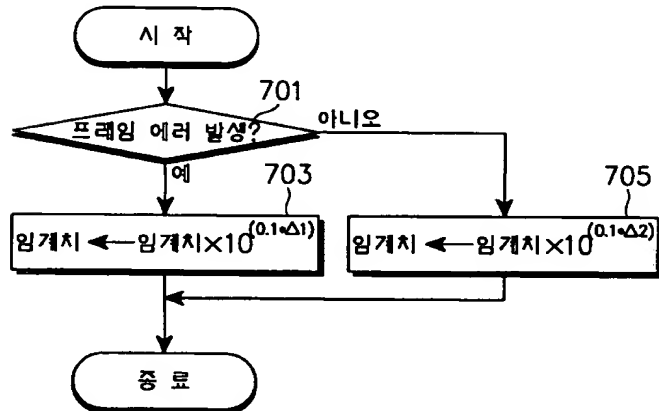 시 작
701
프레임 에러 발생?
아니오
예
703
임계치 ← 임계치×10^(0.1*Δ1)
705
임계치 ← 임계치×10^(0.1*Δ2)
종 료